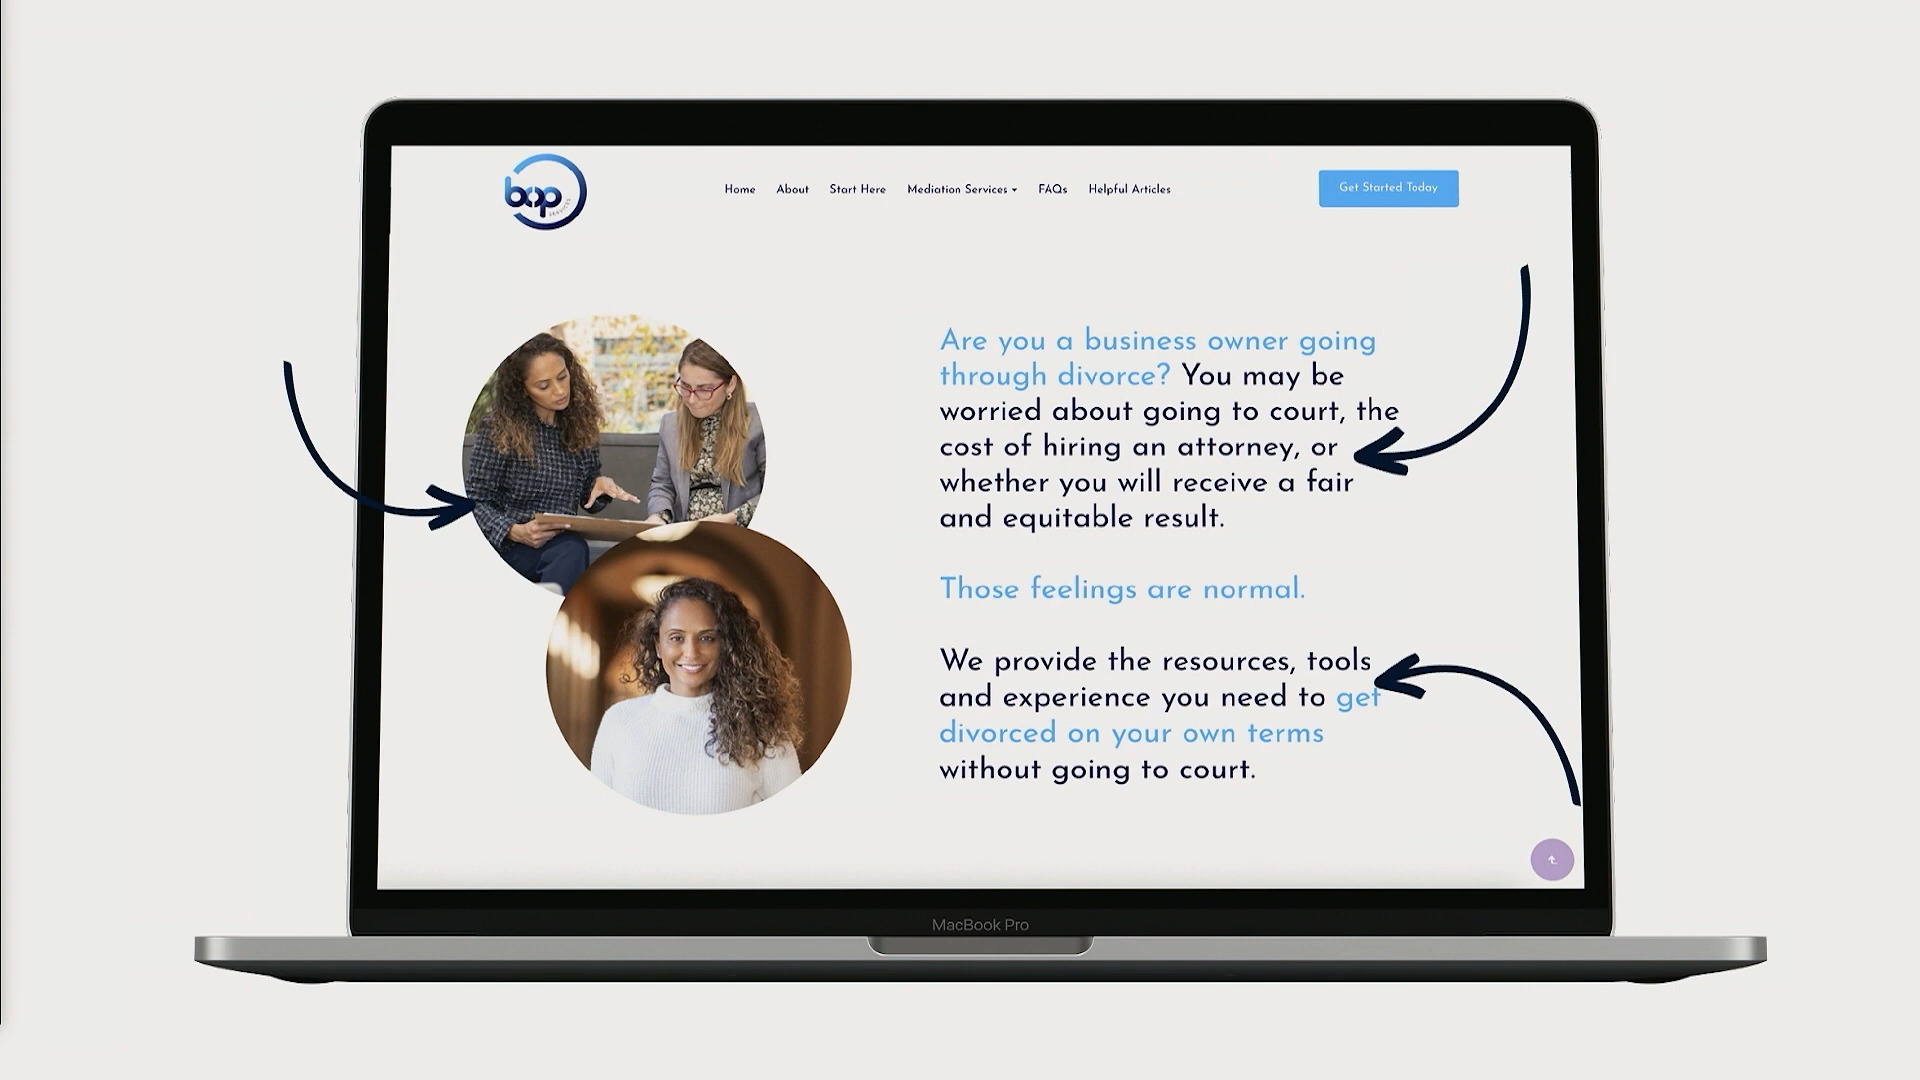 bop
SERVICES
Home About Start Here Mediation Services FAQs Helpful Articles
Get Started Today
Are you a business owner going
through divorce? You may be
worried about going to court, the
cost of hiring an attorney, or
whether you will receive a fair
and equitable result.
Those feelings are normal.
We provide the resources, tools
and experience you need to get
divorced on your own terms
without going to court.
MacBook Pro